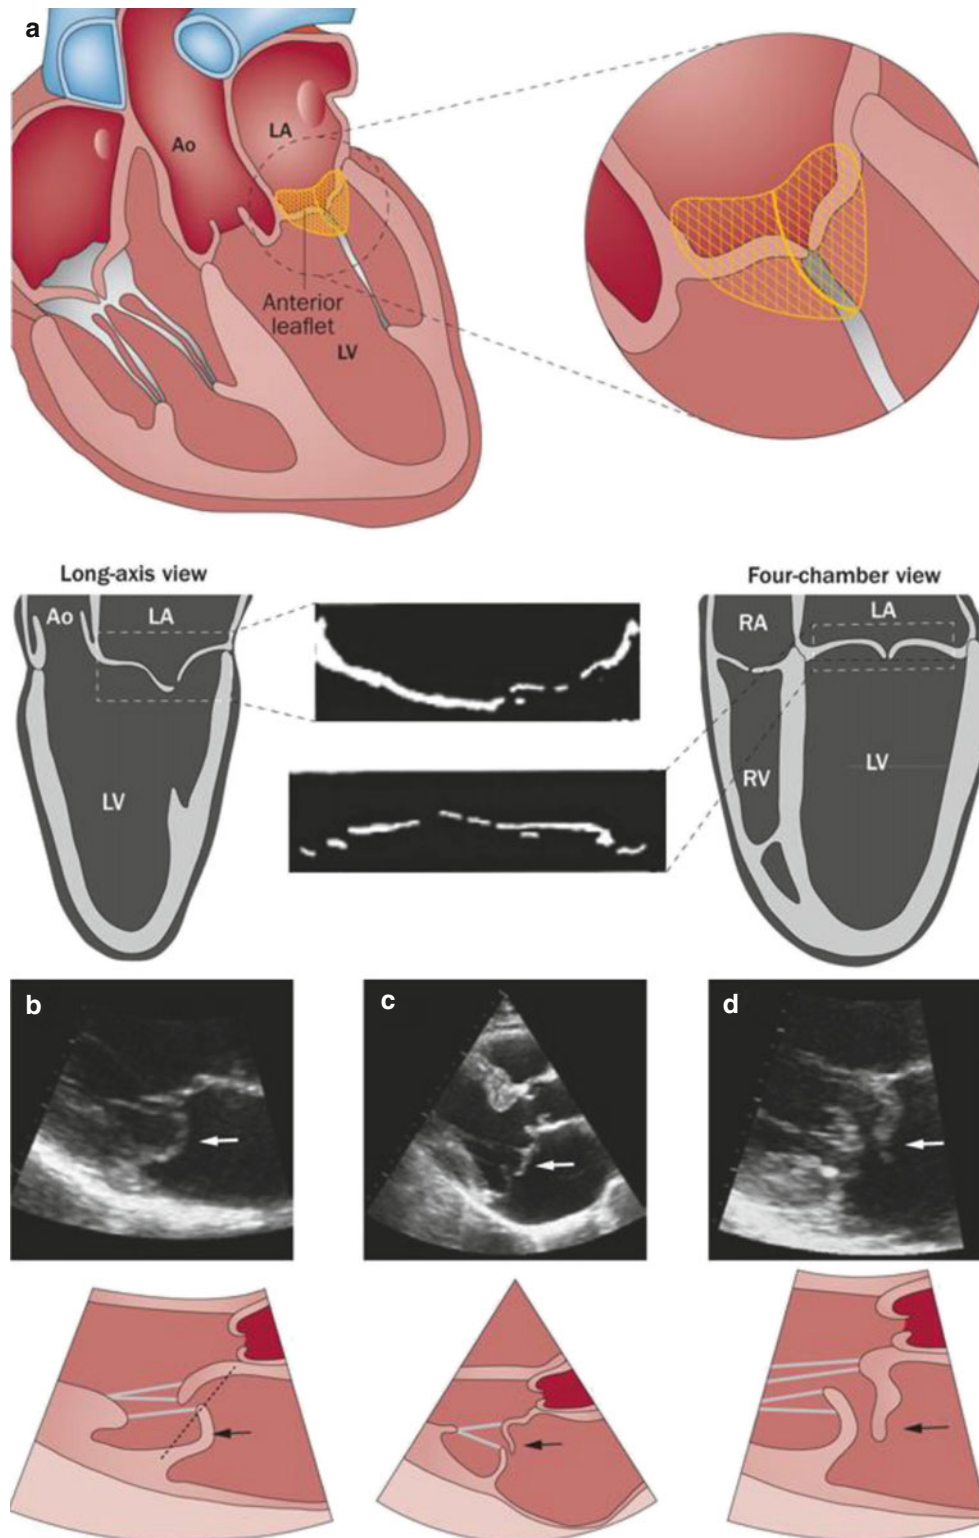 a
Ao
LA
Anterior
leaflet
LV
Long-axis view
Four-chamber view
Ao
LA
RA
LA
LV
RV
LV
b
c
d